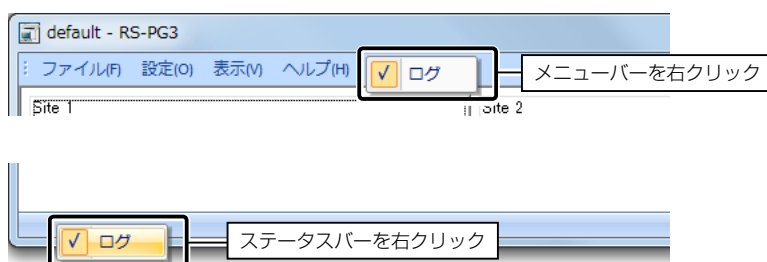 default - RS-PG3
ファイル(F) 設定(O) 表示(V) ヘルプ(H) ログ メニューバーを右クリック
Site 1 Site 2
ログ ステータスバーを右クリック